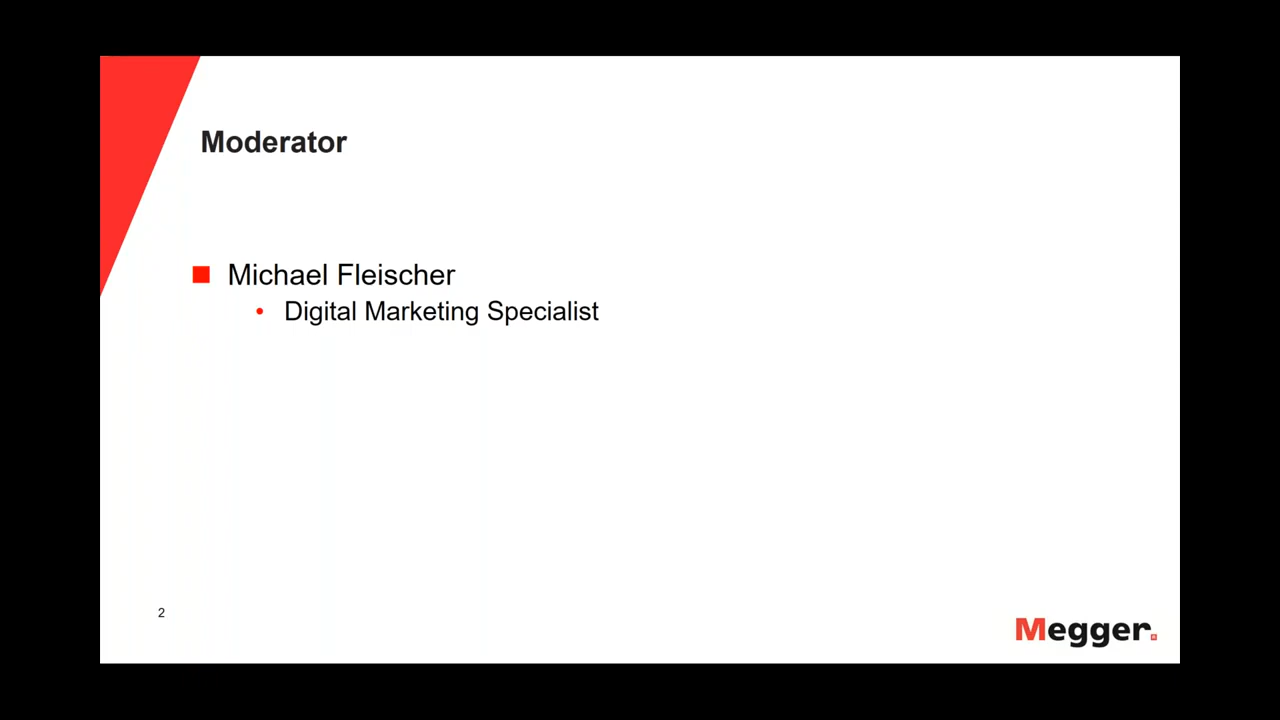 Moderator
Michael Fleischer
Digital Marketing Specialist
2
Megger.